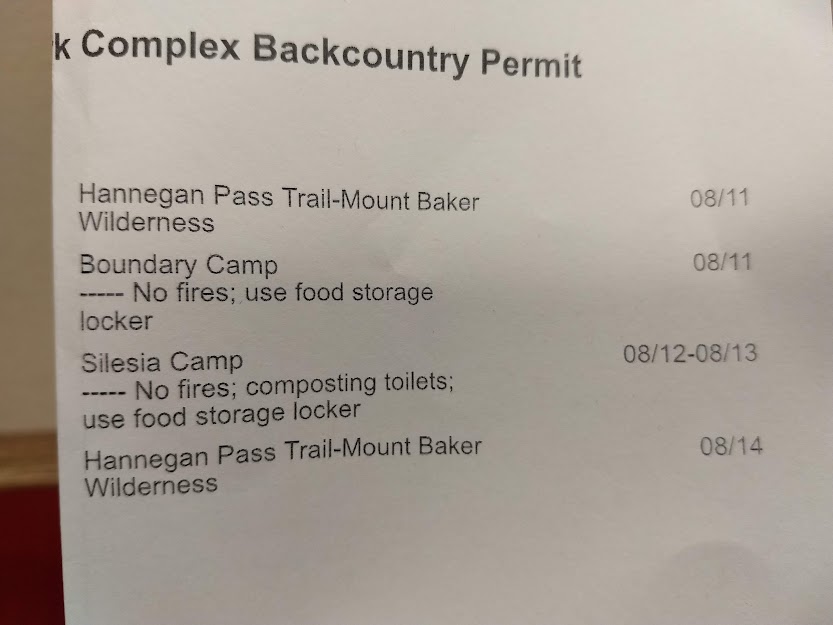 k Complex Backcountry Permit
Hannegan Pass Trail-Mount Baker 08/11
Wilderness
Boundary Camp 08/11
----- No fires; use food storage
locker
Silesia Camp 08/12-08/13
----- No fires; composting toilets;
use food storage locker
Hannegan Pass Trail-Mount Baker 08/14
Wilderness